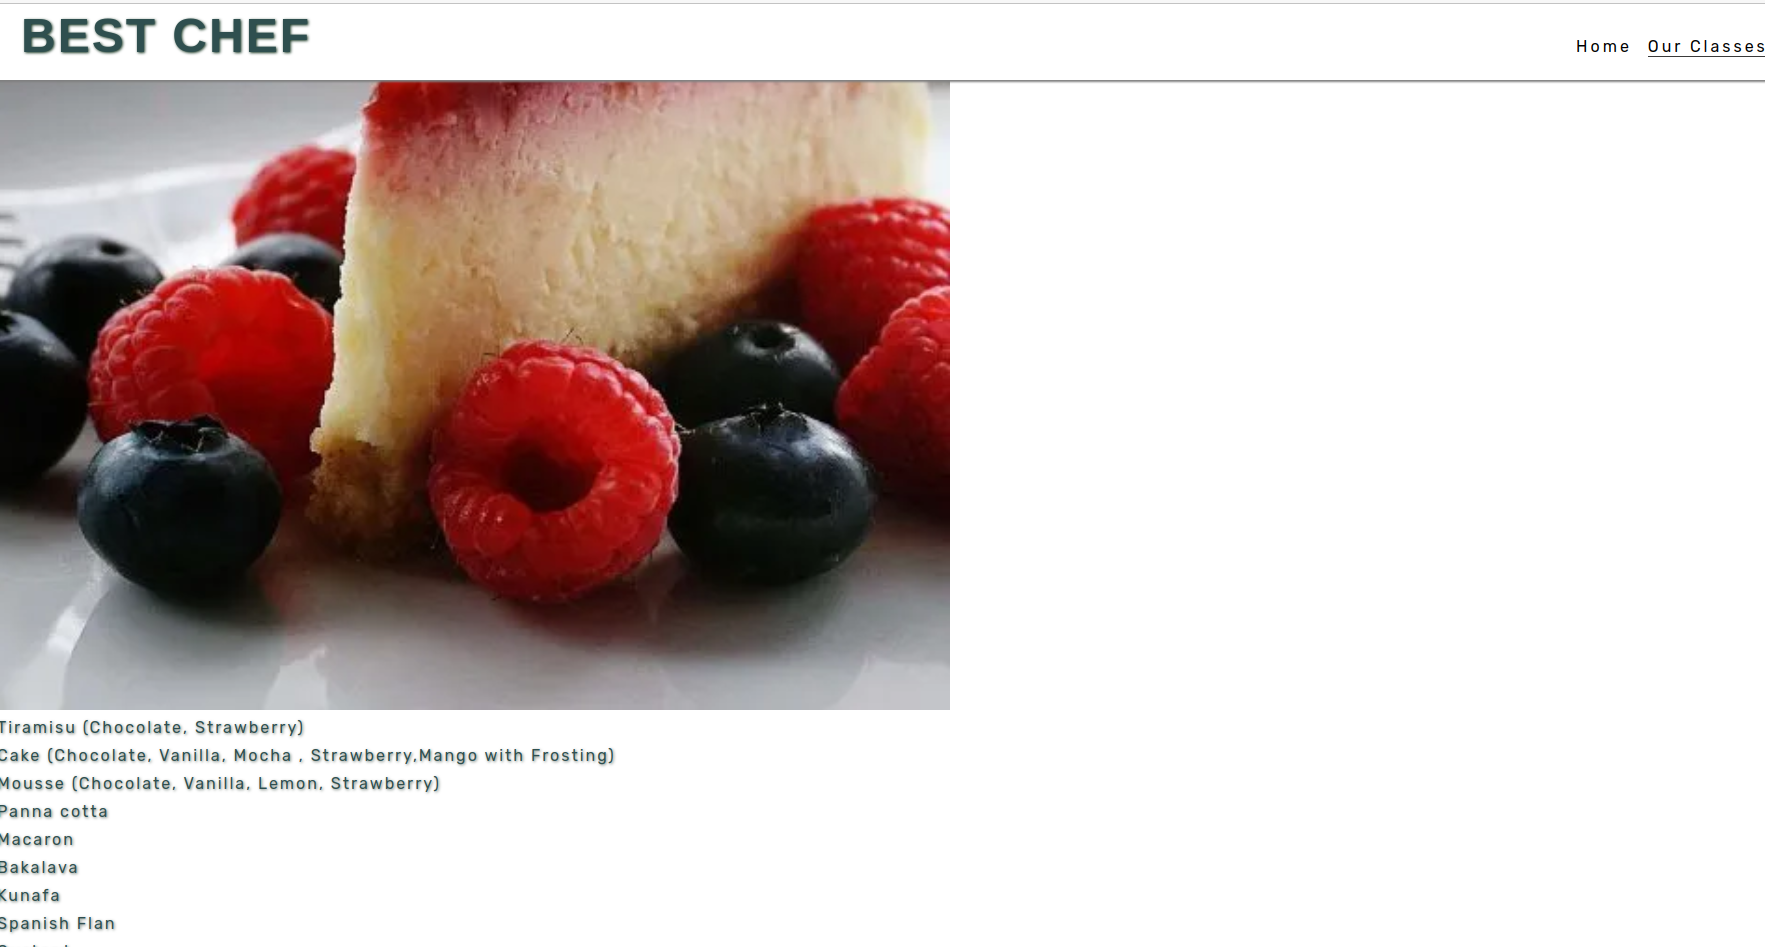 BEST CHEF
Home Our Classes
Tiramisu (Chocolate, Strawberry)
Cake (Chocolate, Vanilla, Mocha , Strawberry,Mango with Frosting)
Mousse (Chocolate, Vanilla, Lemon, Strawberry)
Panna cotta
Macaron
Bakalava
Kunafa
Spanish Flan